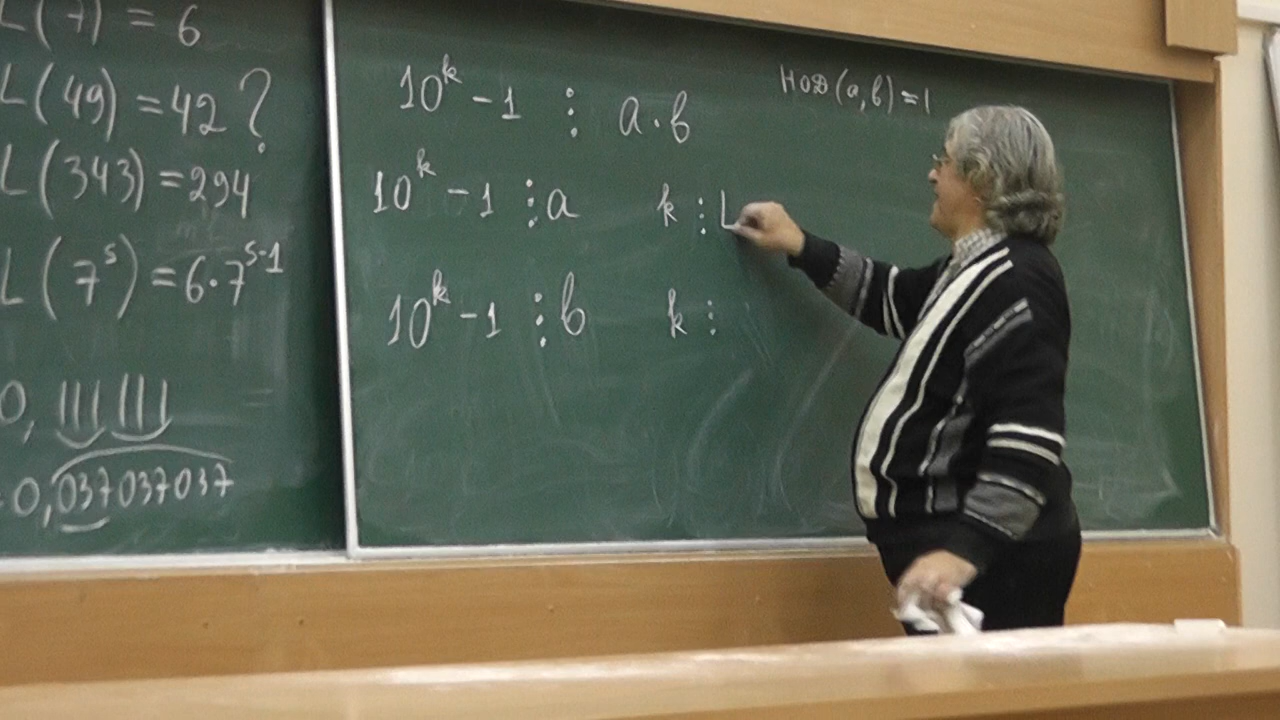 L(7) = 6
L(49) = 42 ?
L(343) = 294
L(7^s) = 6·7^{s-1}
0,111111
0,037037037
НОД(a,b) = 1
10^k - 1 ⋮ a·b
10^k - 1 ⋮ a k ⋮ L
10^k - 1 ⋮ b k ⋮